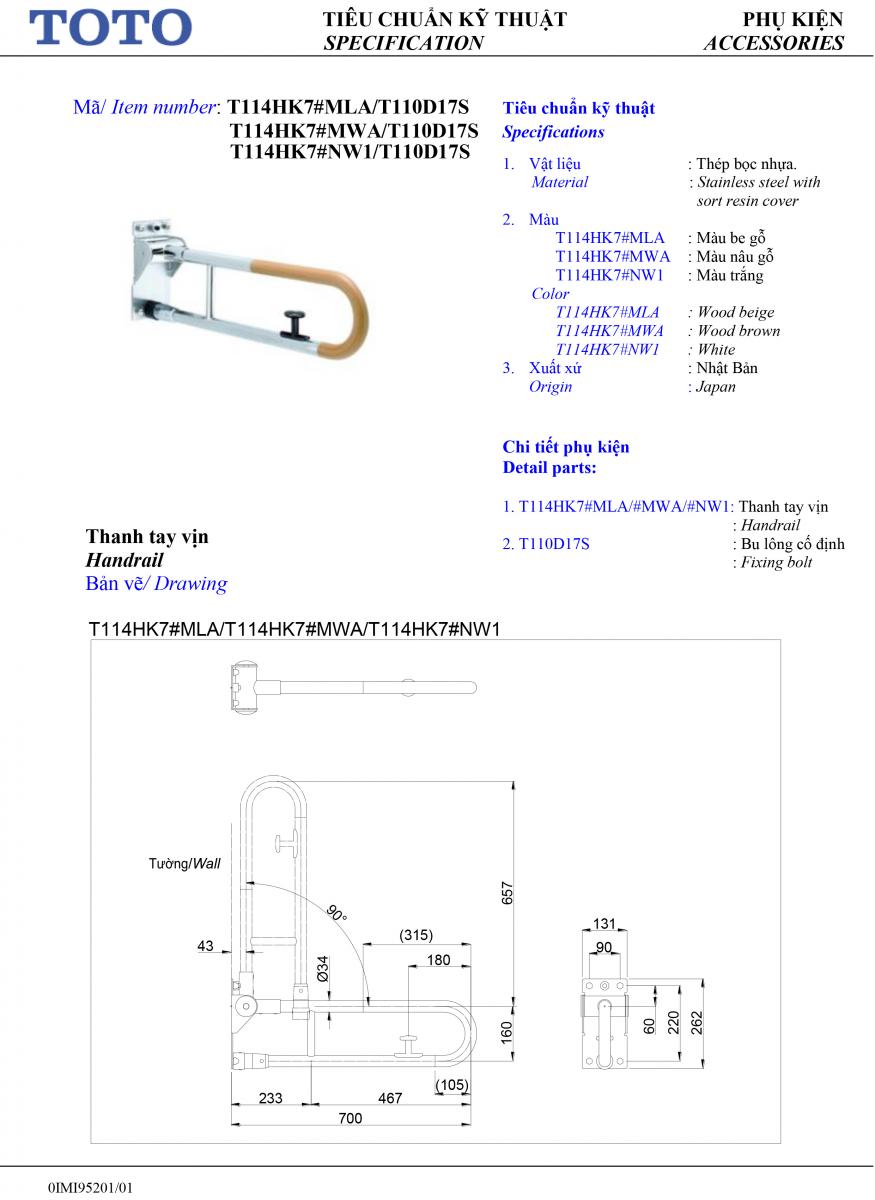 TOTO
TIÊU CHUẨN KỸ THUẬT
SPECIFICATION
PHỤ KIỆN
ACCESSORIES
Mã/ Item number: T114HK7#MLA/T110D17S
T114HK7#MWA/T110D17S
T114HK7#NW1/T110D17S
Tiêu chuẩn kỹ thuật
Specifications
1. Vật liệu : Thép bọc nhựa.
Material : Stainless steel with
sort resin cover
2. Màu
T114HK7#MLA : Màu be gỗ
T114HK7#MWA : Màu nâu gỗ
T114HK7#NW1 : Màu trắng
Color
T114HK7#MLA : Wood beige
T114HK7#MWA : Wood brown
T114HK7#NW1 : White
3. Xuất xứ : Nhật Bản
Origin : Japan
Chi tiết phụ kiện
Detail parts:
1. T114HK7#MLA/#MWA/#NW1: Thanh tay vịn
: Handrail
2. T110D17S : Bu lông cố định
: Fixing bolt
Thanh tay vịn
Handrail
Bản vẽ/ Drawing
T114HK7#MLA/T114HK7#MWA/T114HK7#NW1
Tường/Wall
657
90°
43
(315)
180
Ø34
160
(105)
233
467
700
131
90
60
220
262
0IMI95201/01